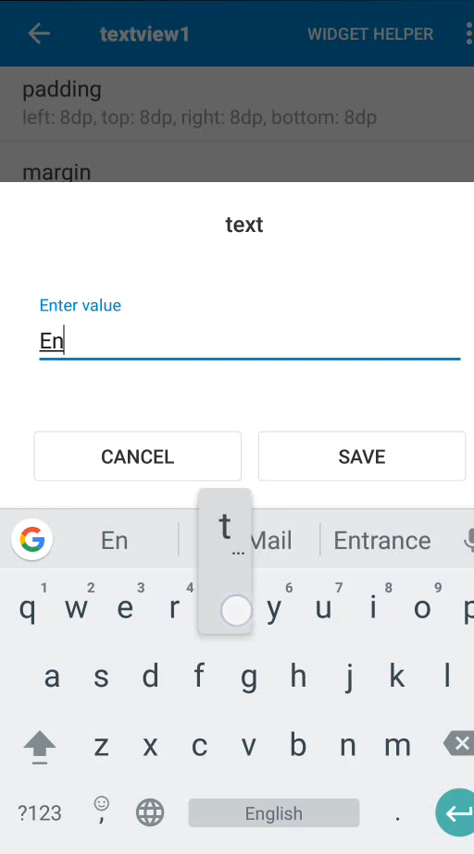 textview1 WIDGET HELPER
padding
left: 8dp, top: 8dp, right: 8dp, bottom: 8dp
margin
text
Enter value
En
CANCEL SAVE
En Mail Entrance
t
...
1 2 3 4 6 7 8 9
q w e r y u i o p
a s d f g h j k l
z x c v b n m
?123 , English .